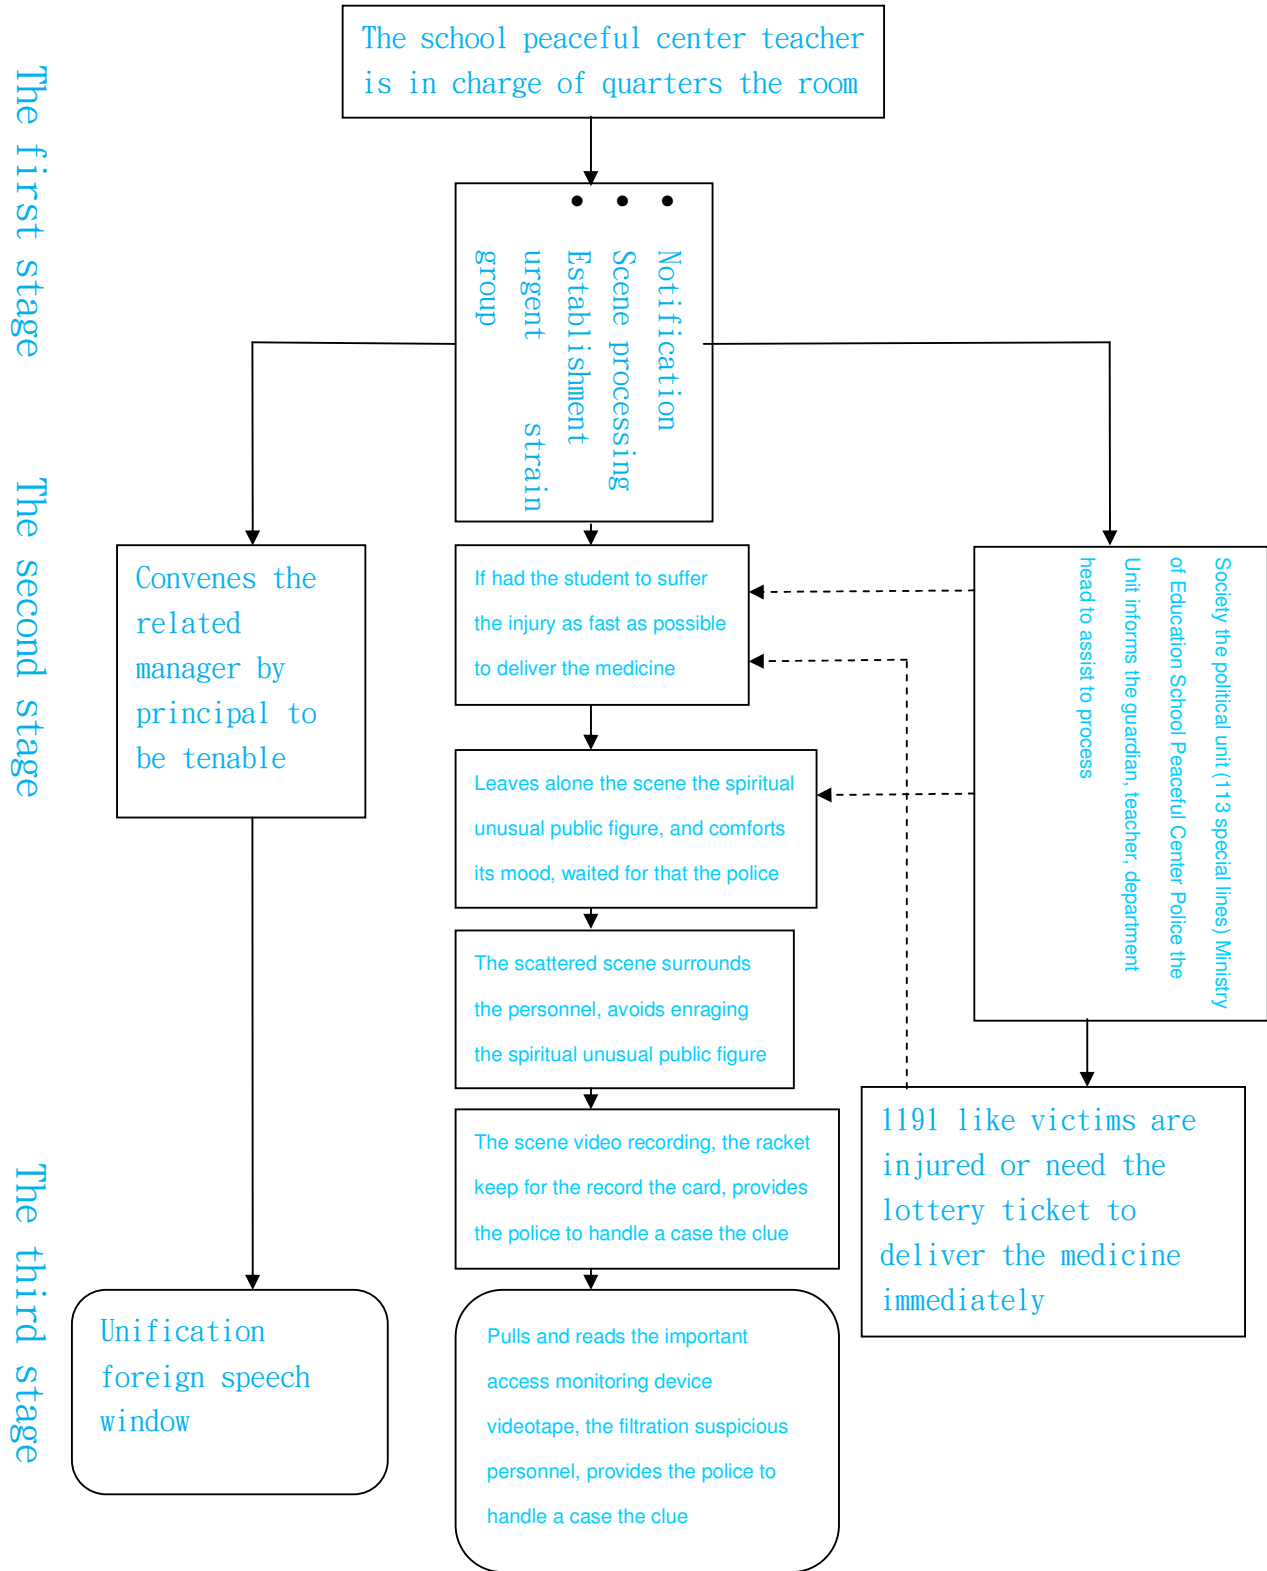 The school peaceful center teacher
is in charge of quarters the room
The first stage
• Notification
• Scene processing
• Establishment
urgent strain
group
The second stage
Convenes the
related
manager by
principal to
be tenable
If had the student to suffer
the injury as fast as possible
to deliver the medicine
Society the political unit (113 special lines) Ministry
of Education School Peaceful Center Police the
Unit informs the guardian, teacher, department
head to assist to process
Leaves alone the scene the spiritual
unusual public figure, and comforts
its mood, waited for that the police
The scattered scene surrounds
the personnel, avoids enraging
the spiritual unusual public figure
The scene video recording, the racket
keep for the record the card, provides
the police to handle a case the clue
1191 like victims are
injured or need the
lottery ticket to
deliver the medicine
immediately
The third stage
Unification
foreign speech
window
Pulls and reads the important
access monitoring device
videotape, the filtration suspicious
personnel, provides the police to
handle a case the clue